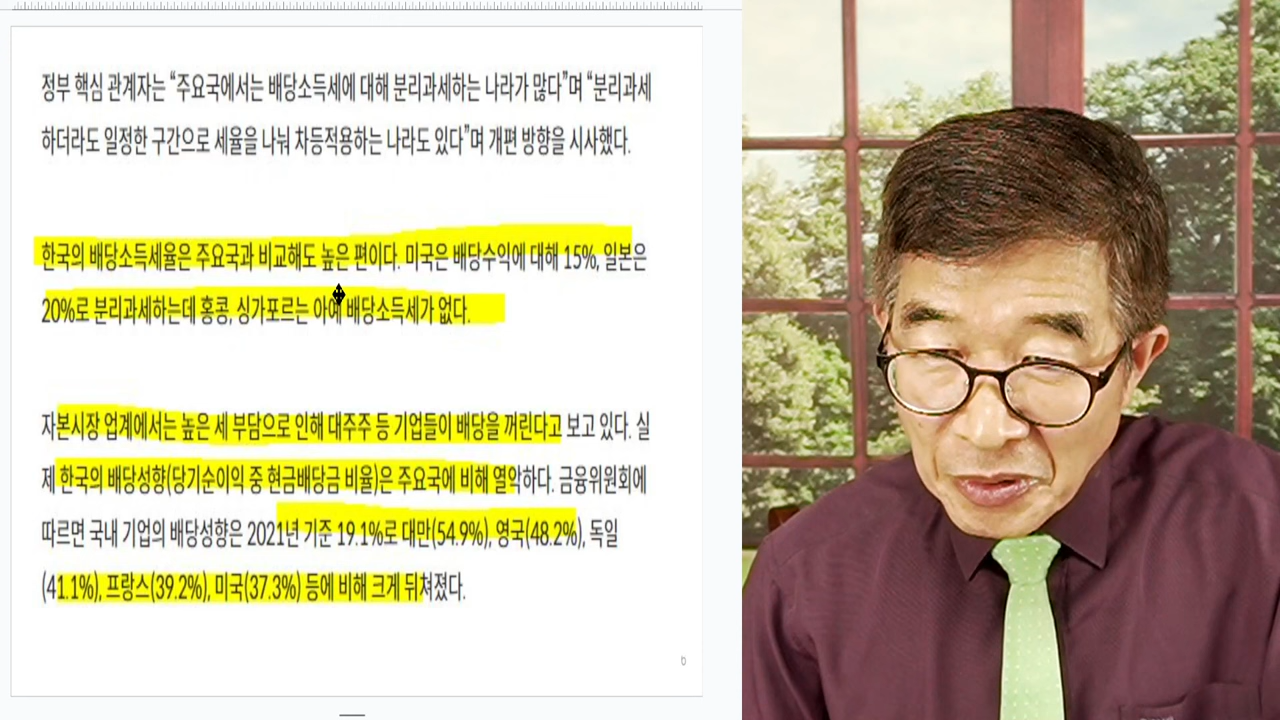 정부 핵심 관계자는 “주요국에서는 배당소득세에 대해 분리과세하는 나라가 많다”며 “분리과세
하더라도 일정한 구간으로 세율을 나눠 차등적용하는 나라도 있다”며 개편 방향을 시사했다.
한국의 배당소득세율은 주요국과 비교해도 높은 편이다. 미국은 배당수익에 대해 15%, 일본은
20%로 분리과세하는데 홍콩, 싱가포르는 아예 배당소득세가 없다.
자본시장 업계에서는 높은 세 부담으로 인해 대주주 등 기업들이 배당을 꺼린다고 보고 있다. 실
제 한국의 배당성향(당기순이익 중 현금배당금 비율)은 주요국에 비해 열악하다. 금융위원회에
따르면 국내 기업의 배당성향은 2021년 기준 19.1%로 대만(54.9%), 영국(48.2%), 독일
(41.1%), 프랑스(39.2%), 미국(37.3%) 등에 비해 크게 뒤쳐졌다.